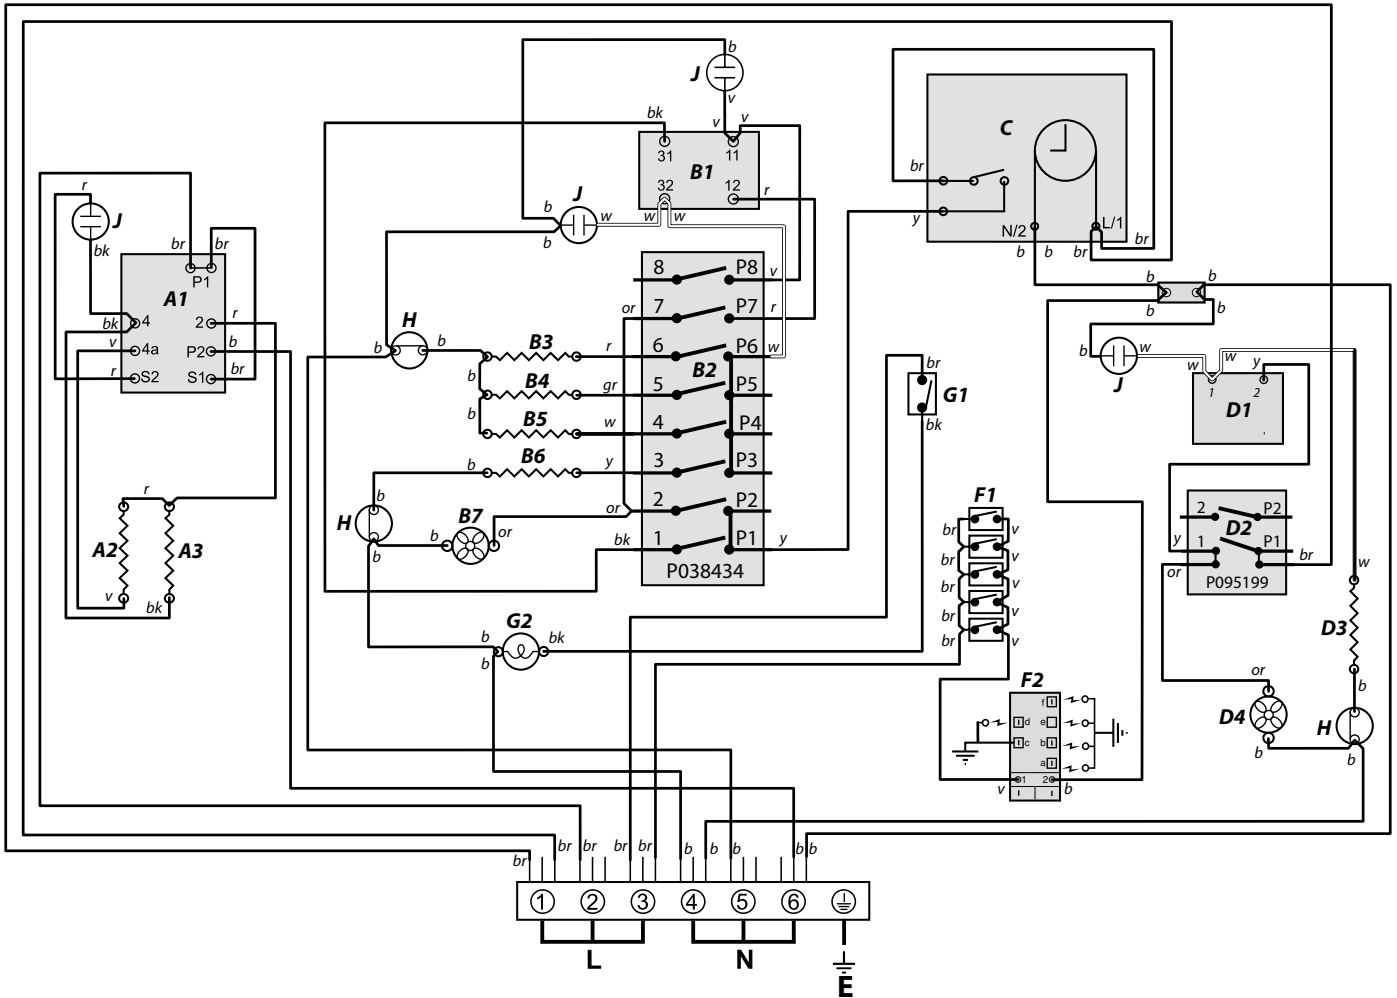 b
J
v
bk
v
v
31
11
B1
32
12
r
J
b
w
w
w
b
C
br
y
N/2
L/1
b
b
br
br
r
J
bk
br
br
P1
A1
bk
4
2
r
v
4a
P2
b
r
S2
S1
br
8
P8
v
or
7
P7
r
H
b
b
B3
r
6
P6
w
B2
b
B4
gr
5
P5
b
B5
w
4
P4
b
B6
y
3
P3
b
H
b
b
B7
or
or
2
P2
bk
1
P1
y
P038434
b
b
b
b
b
w
J
w
w
y
1
2
D1
br
G1
bk
r
A2
A3
v
bk
F1
br
v
br
v
br
v
br
v
br
v
2
P2
D2
y
1
P1
br
or
P095199
w
D3
b
or
D4
H
b
b
b
G2
bk
b
F2
f
d
e
c
b
a
1
2
v
b
br
br
br
br
br
b
b
b
b
b
1
2
3
4
5
6
L
N
E